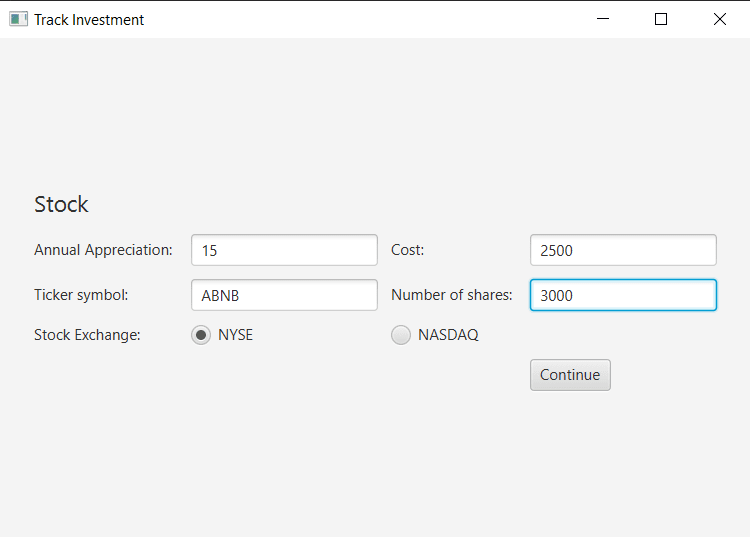 Track Investment
Stock
Annual Appreciation: 15 Cost: 2500
Ticker symbol: ABNB Number of shares: 3000
Stock Exchange: NYSE NASDAQ
Continue